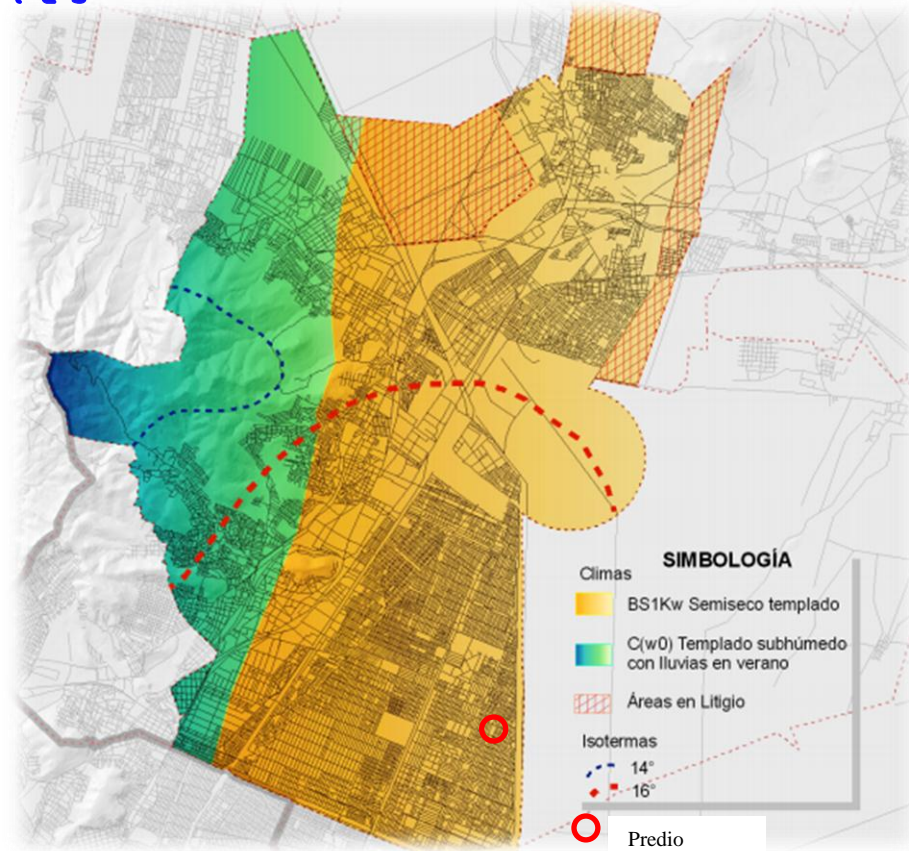 SIMBOLOGÍA
Climas
BS1Kw Semiseco templado
C(w0) Templado subhúmedo
con lluvias en verano
Áreas en Litigio
Isotermas
14°
16°
Predio